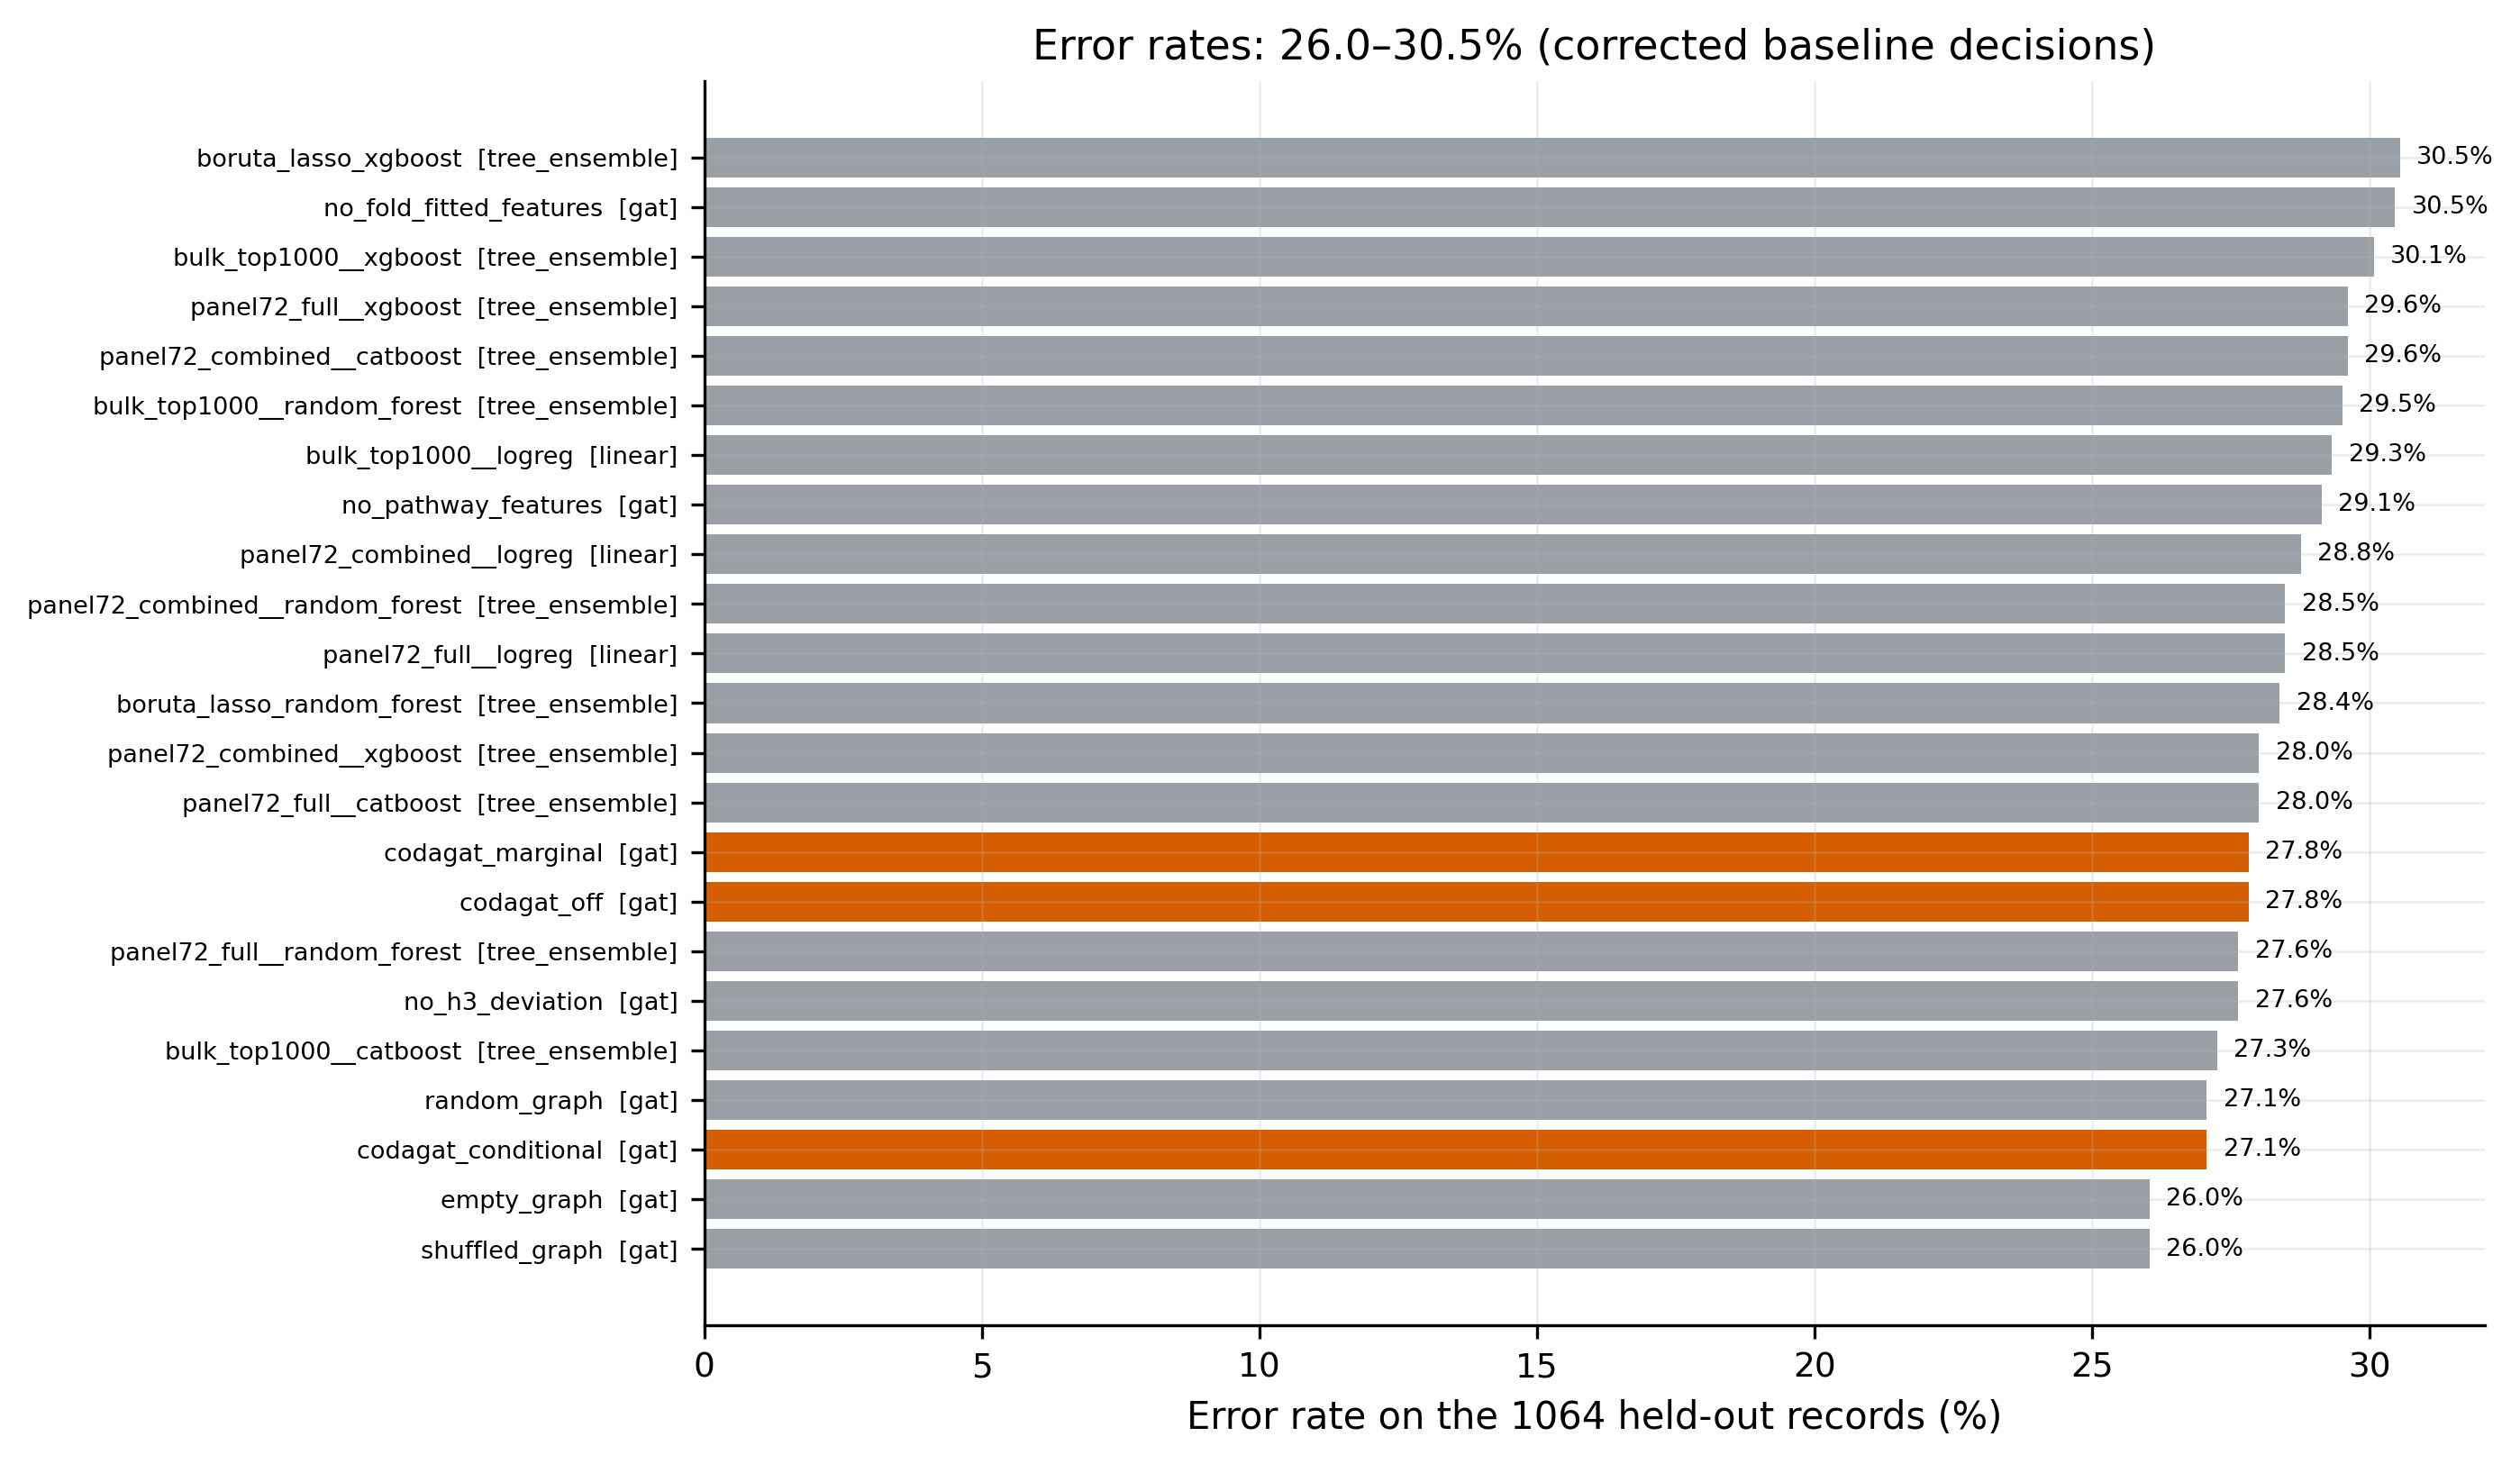 Error rates: 26.0–30.5% (corrected baseline decisions)
boruta_lasso_xgboost [tree_ensemble] 30.5%
no_fold_fitted_features [gat] 30.5%
bulk_top1000__xgboost [tree_ensemble] 30.1%
panel72_full__xgboost [tree_ensemble] 29.6%
panel72_combined__catboost [tree_ensemble] 29.6%
bulk_top1000__random_forest [tree_ensemble] 29.5%
bulk_top1000__logreg [linear] 29.3%
no_pathway_features [gat] 29.1%
panel72_combined__logreg [linear] 28.8%
panel72_combined__random_forest [tree_ensemble] 28.5%
panel72_full__logreg [linear] 28.5%
boruta_lasso_random_forest [tree_ensemble] 28.4%
panel72_combined__xgboost [tree_ensemble] 28.0%
panel72_full__catboost [tree_ensemble] 28.0%
codagat_marginal [gat] 27.8%
codagat_off [gat] 27.8%
panel72_full__random_forest [tree_ensemble] 27.6%
no_h3_deviation [gat] 27.6%
bulk_top1000__catboost [tree_ensemble] 27.3%
random_graph [gat] 27.1%
codagat_conditional [gat] 27.1%
empty_graph [gat] 26.0%
shuffled_graph [gat] 26.0%
0 5 10 15 20 25 30
Error rate on the 1064 held-out records (%)